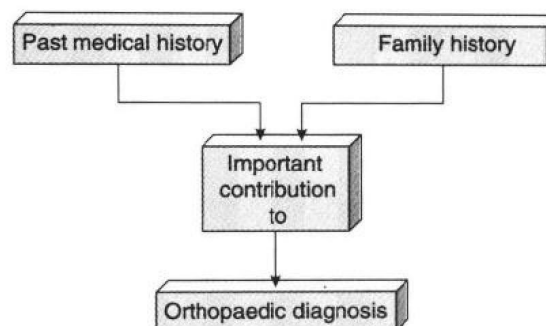 Past medical history
Family history
Important
contribution
to
Orthopaedic diagnosis